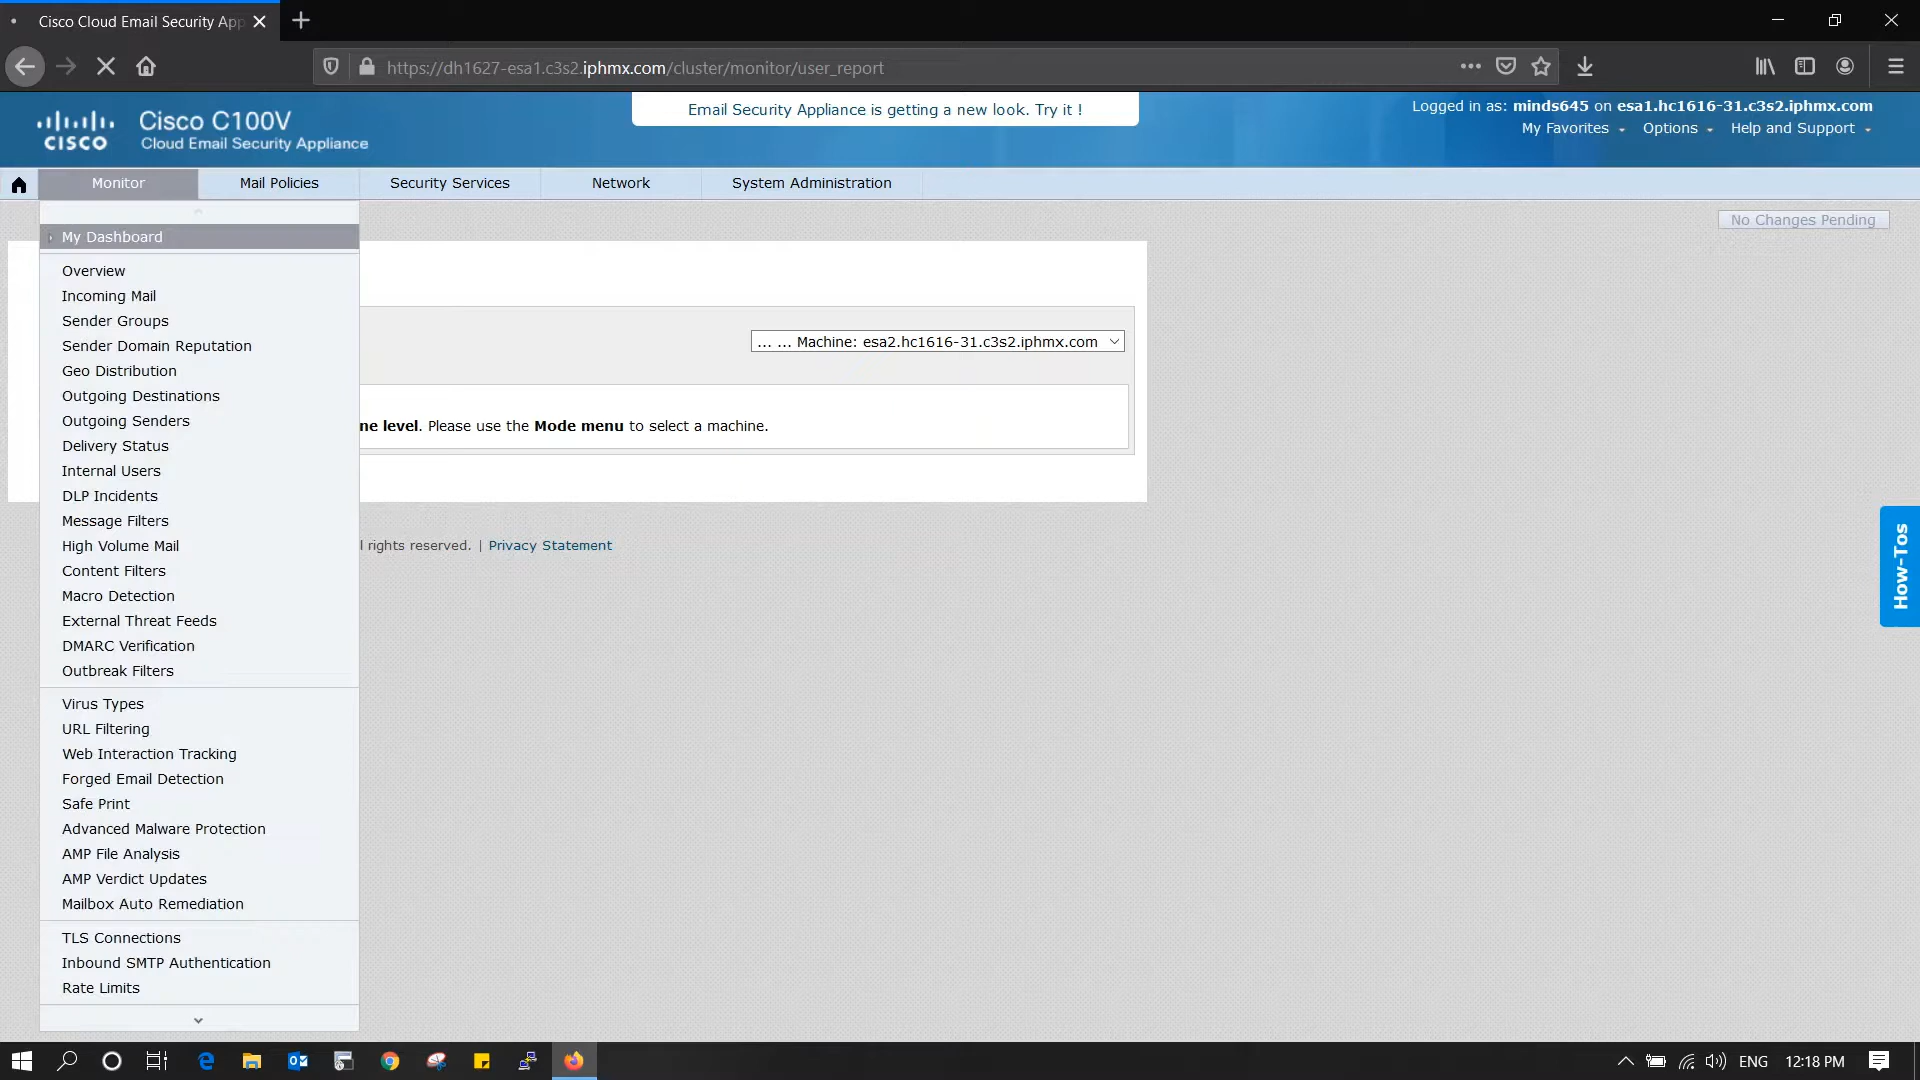 Cisco Cloud Email Security App
https://dh1627-esa1.c3s2.iphmx.com/cluster/monitor/user_report
CISCO
Cisco C100V
Cloud Email Security Appliance
Email Security Appliance is getting a new look. Try it !
Logged in as: minds645 on esa1.hc1616-31.c3s2.iphmx.com
My Favorites Options Help and Support
Monitor Mail Policies Security Services Network System Administration
No Changes Pending
My Dashboard
Overview
Incoming Mail
Sender Groups
Sender Domain Reputation
Geo Distribution
Outgoing Destinations
Outgoing Senders
Delivery Status
Internal Users
DLP Incidents
Message Filters
High Volume Mail
Content Filters
Macro Detection
External Threat Feeds
DMARC Verification
Outbreak Filters
Virus Types
URL Filtering
Web Interaction Tracking
Forged Email Detection
Safe Print
Advanced Malware Protection
AMP File Analysis
AMP Verdict Updates
Mailbox Auto Remediation
TLS Connections
Inbound SMTP Authentication
Rate Limits
... ... Machine: esa2.hc1616-31.c3s2.iphmx.com
ne level. Please use the Mode menu to select a machine.
l rights reserved. | Privacy Statement
How-Tos
ENG 12:18 PM